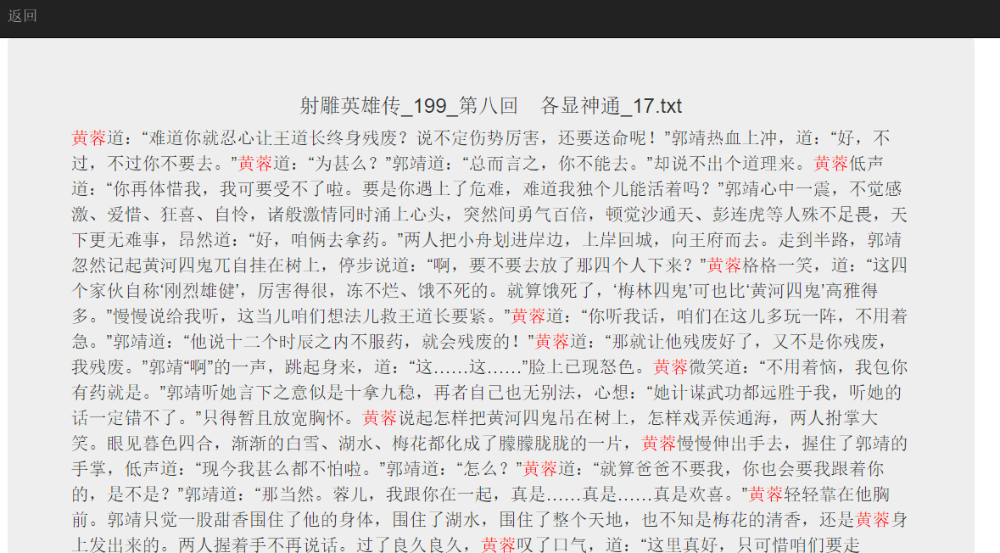 返回
射雕英雄传_199_第八回　各显神通_17.txt
黄蓉道：“难道你就忍心让王道长终身残废？说不定伤势厉害，还要送命呢！”郭靖热血上冲，道：“好，不
过，不过你不要去。”黄蓉道：“为甚么？”郭靖道：“总而言之，你不能去。”却说不出个道理来。黄蓉低声
道：“你再体惜我，我可要受不了啦。要是你遇上了危难，难道我独个儿能活着吗？”郭靖心中一震，不觉感
激、爱惜、狂喜、自怜，诸般激情同时涌上心头，突然间勇气百倍，顿觉沙通天、彭连虎等人殊不足畏，天
下更无难事，昂然道：“好，咱俩去拿药。”两人把小舟划进岸边，上岸回城，向王府而去。走到半路，郭靖
忽然记起黄河四鬼兀自挂在树上，停步说道：“啊，要不要去放了那四个人下来？”黄蓉格格一笑，道：“这四
个家伙自称‘刚烈雄健’，厉害得很，冻不烂、饿不死的。就算饿死了，‘梅林四鬼’可也比‘黄河四鬼’高雅得
多。”慢慢说给我听，这当儿咱们想法儿救王道长要紧。”黄蓉道：“你听我话，咱们在这儿多玩一阵，不用着
急。”郭靖道：“他说十二个时辰之内不服药，就会残废的！”黄蓉道：“那就让他残废好了，又不是你残废，
我残废。”郭靖“啊”的一声，跳起身来，道：“这……这……”脸上已现怒色。黄蓉微笑道：“不用着恼，我包你
有药就是。”郭靖听她言下之意似是十拿九稳，再者自己也无别法，心想：“她计谋武功都远胜于我，听她的
话一定错不了。”只得暂且放宽胸怀。黄蓉说起怎样把黄河四鬼吊在树上，怎样戏弄侯通海，两人拊掌大
笑。眼见暮色四合，渐渐的白雪、湖水、梅花都化成了朦朦胧胧的一片，黄蓉慢慢伸出手去，握住了郭靖的
手掌，低声道：“现今我甚么都不怕啦。”郭靖道：“怎么？”黄蓉道：“就算爸爸不要我，你也会要我跟着你
的，是不是？”郭靖道：“那当然。蓉儿，我跟你在一起，真是……真是……真是欢喜。”黄蓉轻轻靠在他胸
前。郭靖只觉一股甜香围住了他的身体，围住了湖水，围住了整个天地，也不知是梅花的清香，还是黄蓉身
上发出来的。两人握着手不再说话。过了良久良久，黄蓉叹了口气，道：“这里真好，只可惜咱们要走